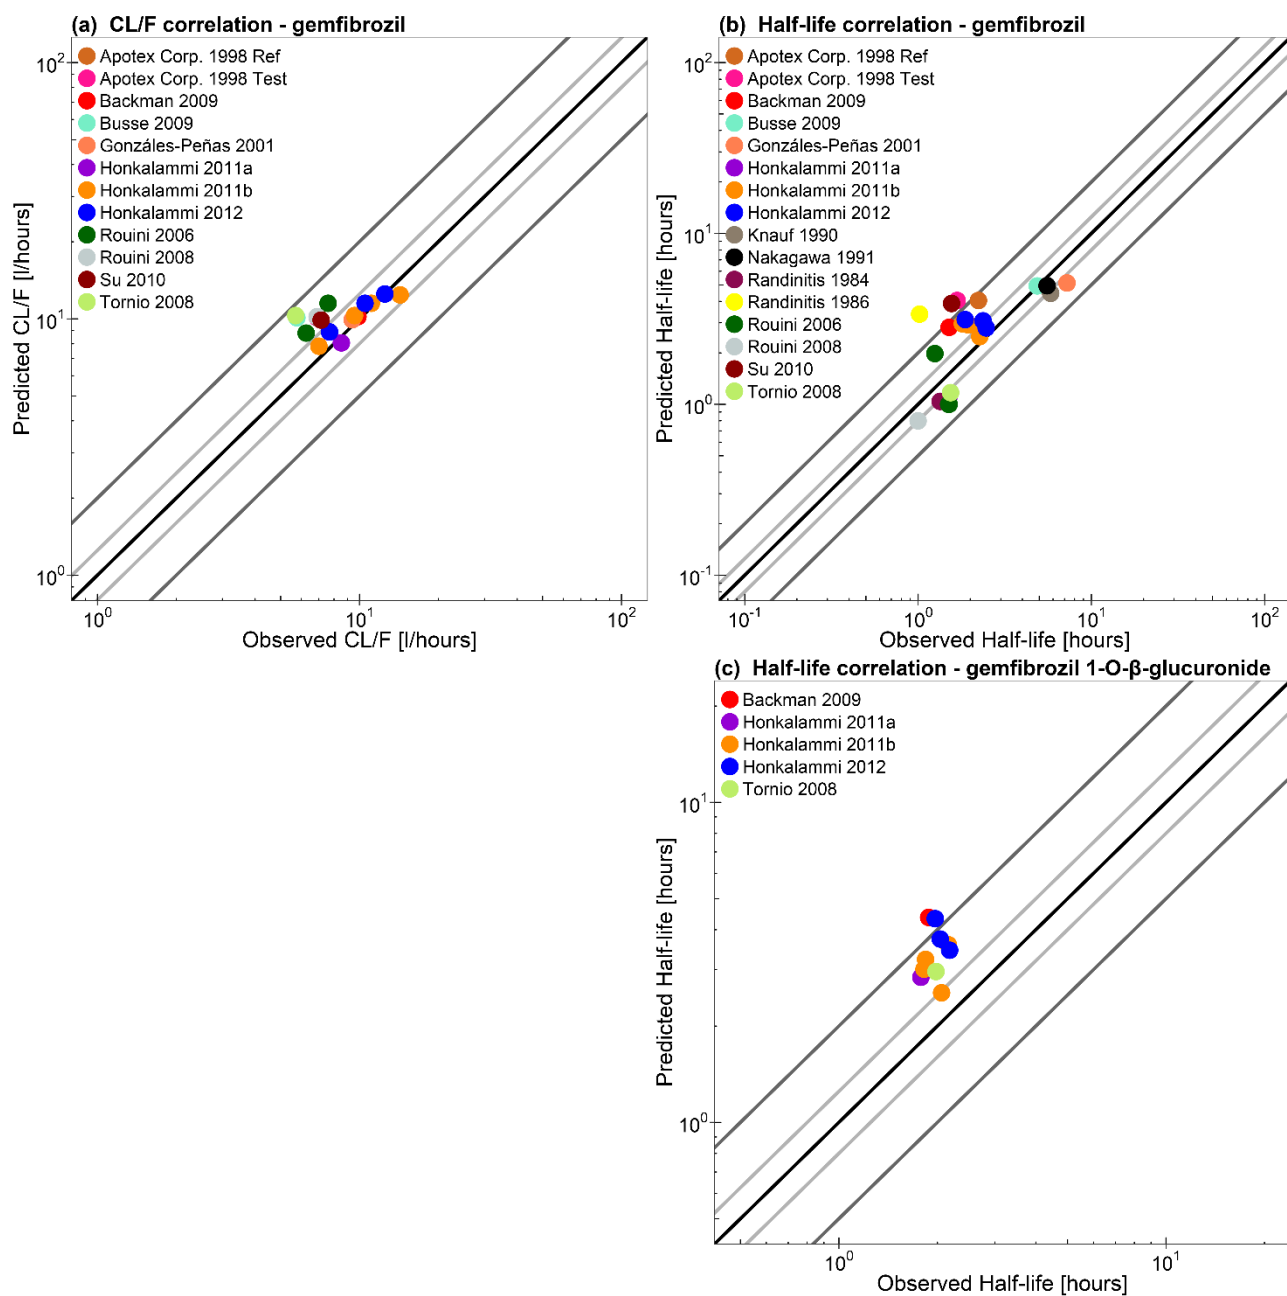 (a) CL/F correlation - gemfibrozil
10²
Apotex Corp. 1998 Ref
Apotex Corp. 1998 Test
Backman 2009
Busse 2009
Gonzáles-Peñas 2001
Honkalammi 2011a
Honkalammi 2011b
Honkalammi 2012
Rouini 2006
Rouini 2008
Su 2010
Tornio 2008
10¹
10⁰
Predicted CL/F [l/hours]
10⁰
10¹
10²
Observed CL/F [l/hours]
(b) Half-life correlation - gemfibrozil
10²
Apotex Corp. 1998 Ref
Apotex Corp. 1998 Test
Backman 2009
Busse 2009
Gonzáles-Peñas 2001
Honkalammi 2011a
Honkalammi 2011b
Honkalammi 2012
Knauf 1990
Nakagawa 1991
Randinitis 1984
Randinitis 1986
Rouini 2006
Rouini 2008
Su 2010
Tornio 2008
10¹
10⁰
10⁻¹
Predicted Half-life [hours]
10⁻¹
10⁰
10¹
10²
Observed Half-life [hours]
(c) Half-life correlation - gemfibrozil 1-O-β-glucuronide
Backman 2009
Honkalammi 2011a
Honkalammi 2011b
Honkalammi 2012
Tornio 2008
10¹
10⁰
Predicted Half-life [hours]
10⁰
10¹
Observed Half-life [hours]